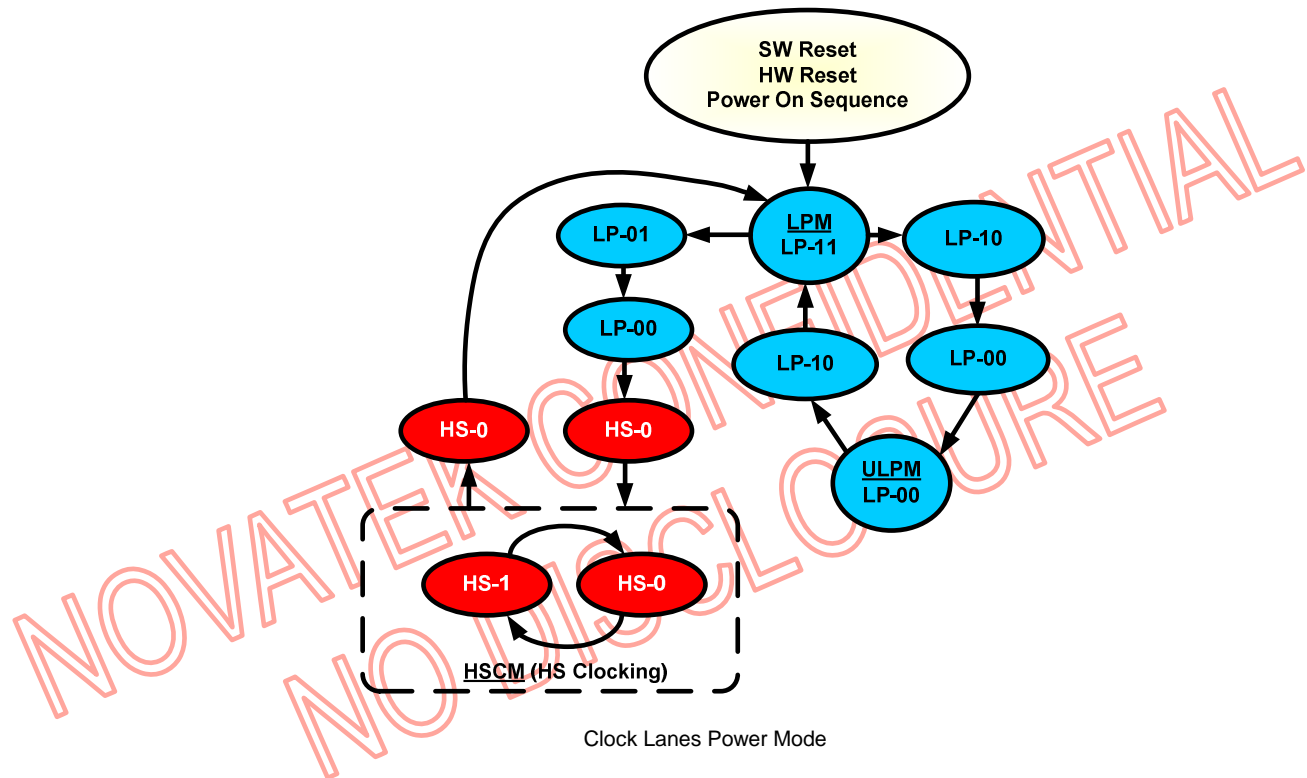 SW Reset
HW Reset
Power On Sequence
LP-01
LPM
LP-11
LP-10
LP-00
LP-10
LP-00
HS-0
HS-0
ULPM
LP-00
HS-1
HS-0
HSCM (HS Clocking)
NOVATEK CONFIDENTIAL
NO DISCLOSURE
Clock Lanes Power Mode